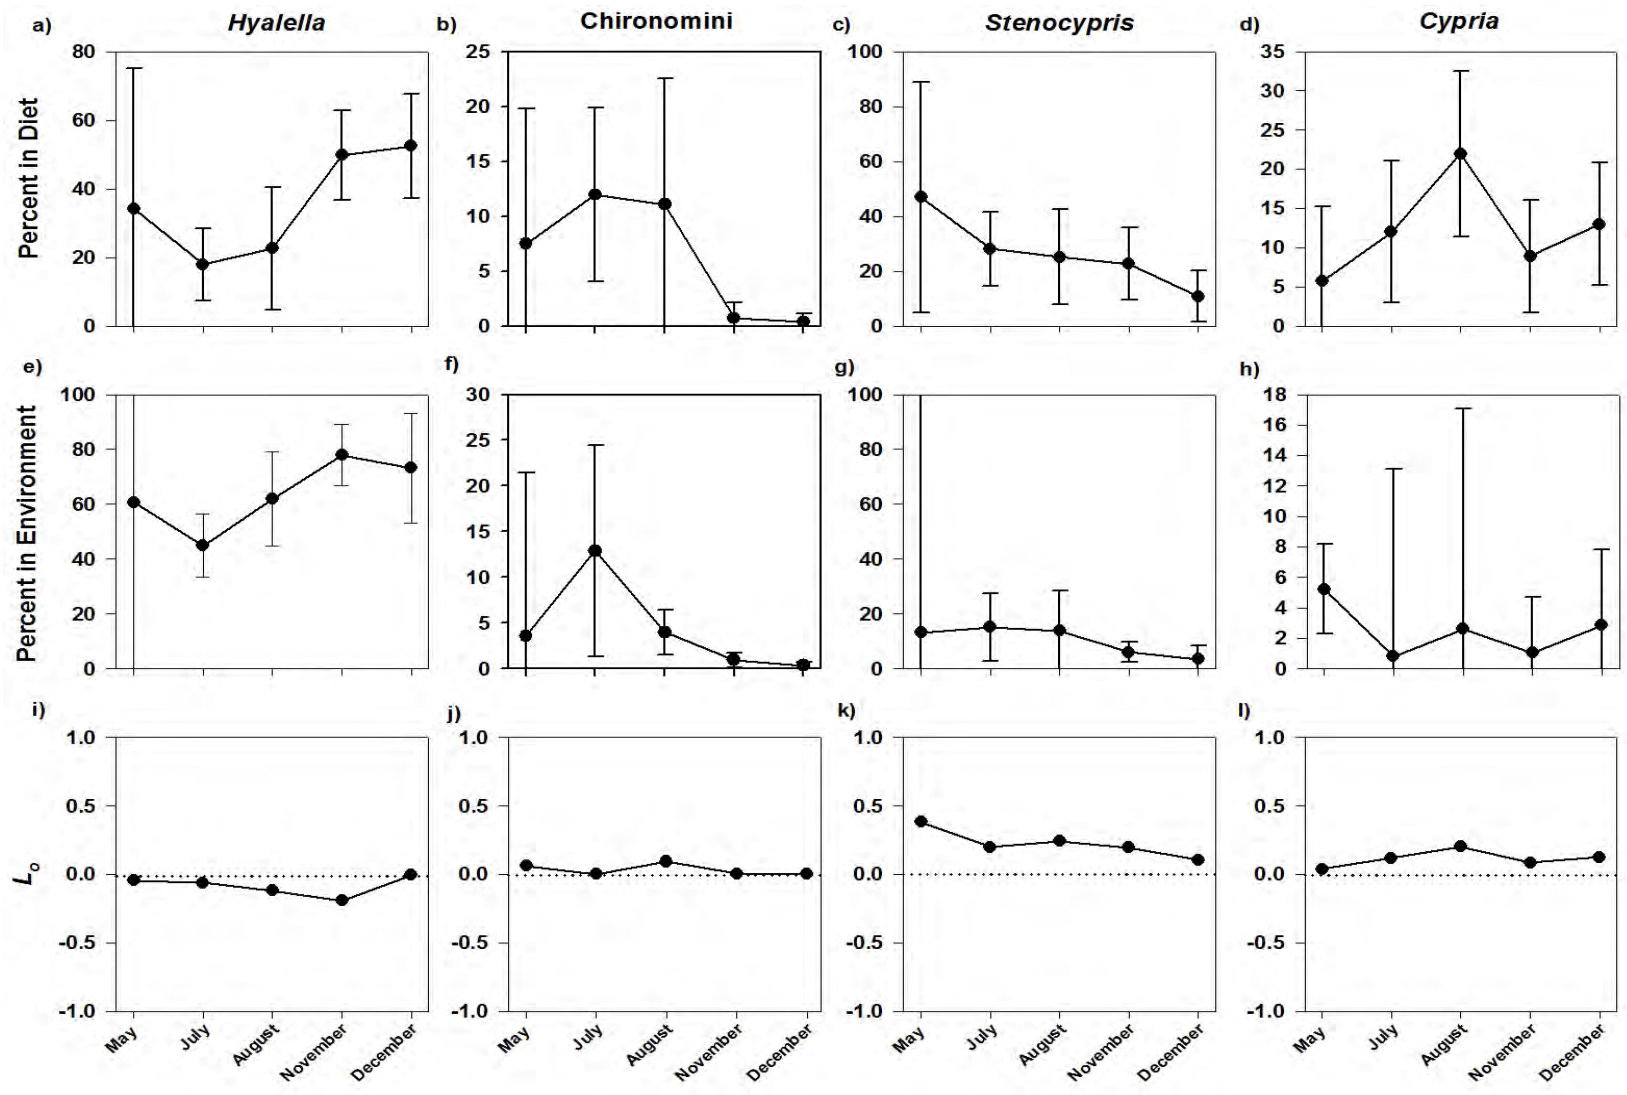 a) Hyalella b) Chironomini c) Stenocypris d) Cypria
Percent in Diet
80 25 100 35
60 20 80 30
40 15 60 25
20 10 40 20
0 5 20 15
0 0 10
5
0
e) f) g) h)
Percent in Environment
100 30 100 18
80 25 80 16
60 20 60 14
40 15 40 12
20 10 20 10
0 5 0 8
0 6
4
2
0
i) j) k) l)
Lo
1.0 1.0 1.0 1.0
0.5 0.5 0.5 0.5
0.0 0.0 0.0 0.0
-0.5 -0.5 -0.5 -0.5
-1.0 -1.0 -1.0 -1.0
May July August November December May July August November December May July August November December May July August November December